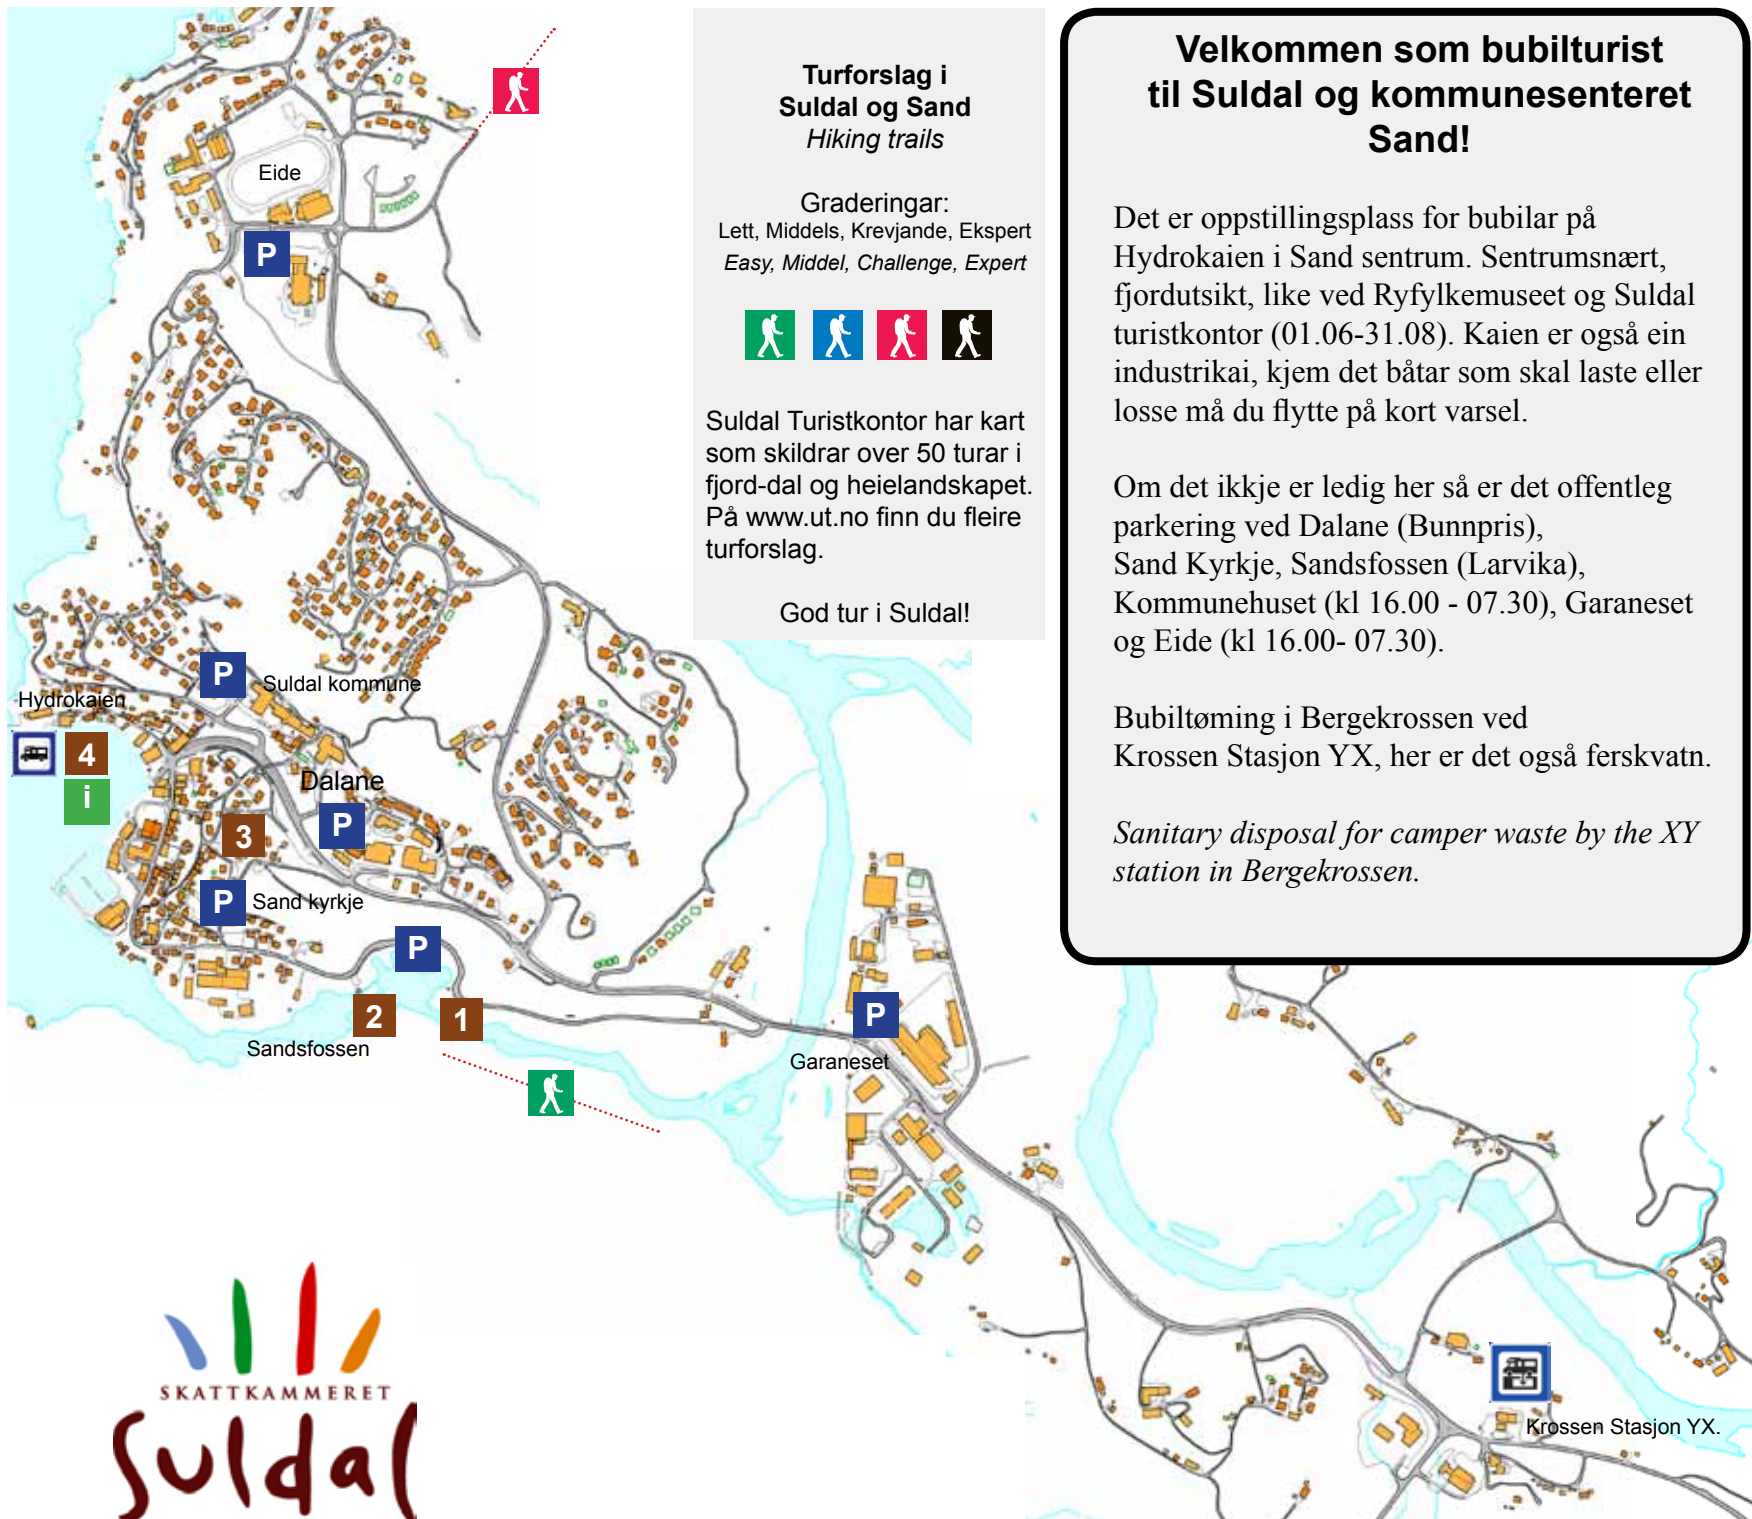 Turforslag i
Suldal og Sand
Hiking trails
Graderingar:
Lett, Middels, Krevjande, Ekspert
Easy, Middel, Challenge, Expert
Suldal Turistkontor har kart
som skildrar over 50 turar i
fjord-dal og heielandskapet.
På www.ut.no finn du fleire
turforslag.
God tur i Suldal!
Velkommen som bubilturist
til Suldal og kommunesenteret
Sand!
Det er oppstillingsplass for bubilar på
Hydrokaien i Sand sentrum. Sentrumsnært,
fjordutsikt, like ved Ryfylkemuseet og Suldal
turistkontor (01.06-31.08). Kaien er også ein
industrikai, kjem det båtar som skal laste eller
losse må du flytte på kort varsel.
Om det ikkje er ledig her så er det offentleg
parkering ved Dalane (Bunnpris),
Sand Kyrkje, Sandsfossen (Larvika),
Kommunehuset (kl 16.00 - 07.30), Garaneset
og Eide (kl 16.00- 07.30).
Bubiltøming i Bergekrossen ved
Krossen Stasjon YX, her er det også ferskvatn.
Sanitary disposal for camper waste by the XY
station in Bergekrossen.
Eide
P
P
Suldal kommune
Hydrokaien
4
i
Dalane
P
3
P
Sand kyrkje
P
2
1
Sandsfossen
P
Garaneset
Krossen Stasjon YX.
SKATTKAMMERET
Suldal